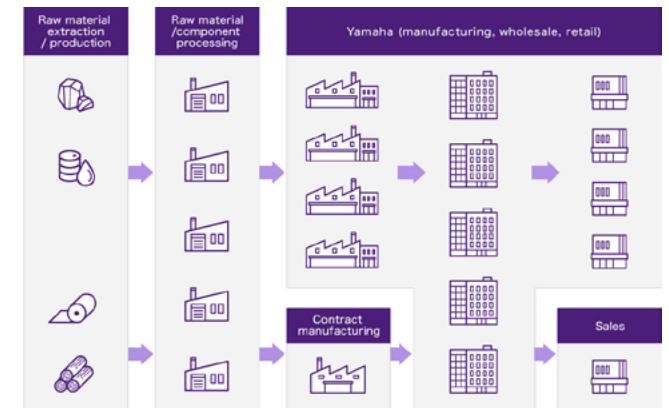 Raw material
extraction
/ production
Raw material
/component
processing
Yamaha (manufacturing, wholesale, retail)
Contract
manufacturing
Sales